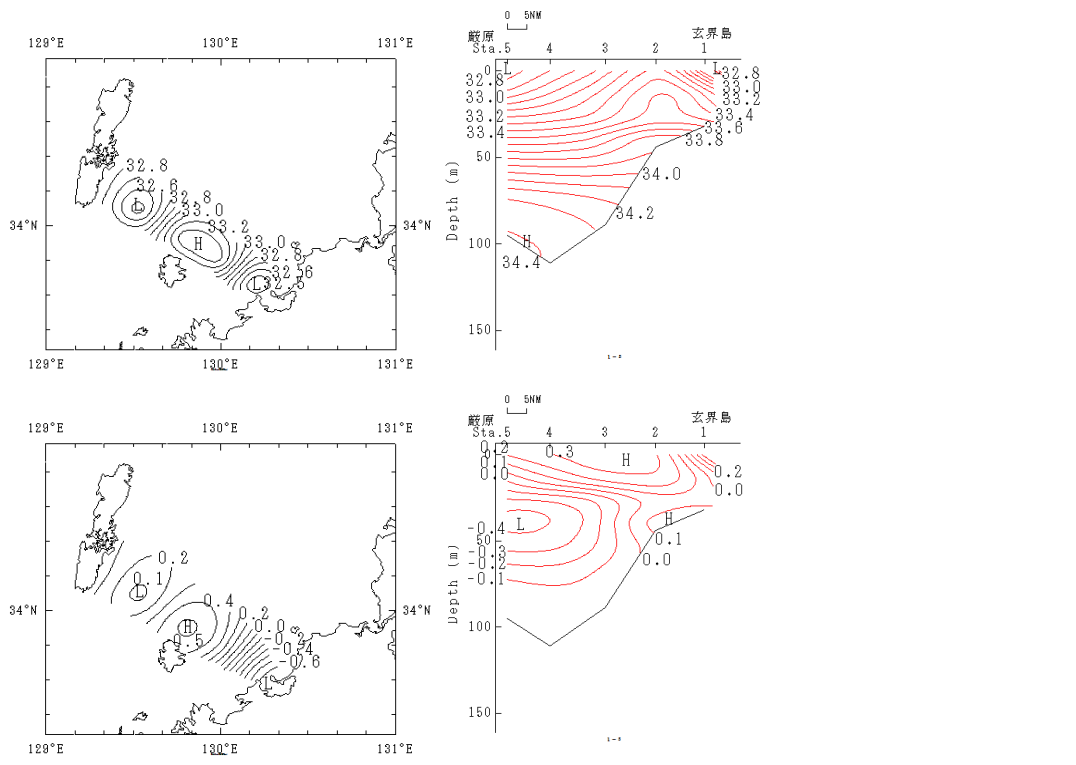 129°E 130°E 131°E
32.8
32.6
L 32.8
33.0
33.2
34°N H 33.0 34°N
32.8
32.6
L
129°E 130°E 131°E
0 5NM
厳原 玄界島
Sta.5 4 3 2 1
0 L L 32.8
32.8 33.0
33.0 33.2
33.2 33.4
33.4 33.6
33.8
50
34.0
34.2
100 H
34.4
150
Depth (m)
129°E 130°E 131°E
0.2
0.1
L
34°N 0.4 34°N
0.2
H 0.0
0.5 -0.2
-0.4
-0.6
L
129°E 130°E 131°E
0 5NM
厳原 玄界島
Sta.5 4 3 2 1
0.2 0.3
0.1 H
0.0 0.2
0.0
L H
-0.4 0.1
50
-0.3 0.0
-0.2
-0.1
100
150
Depth (m)